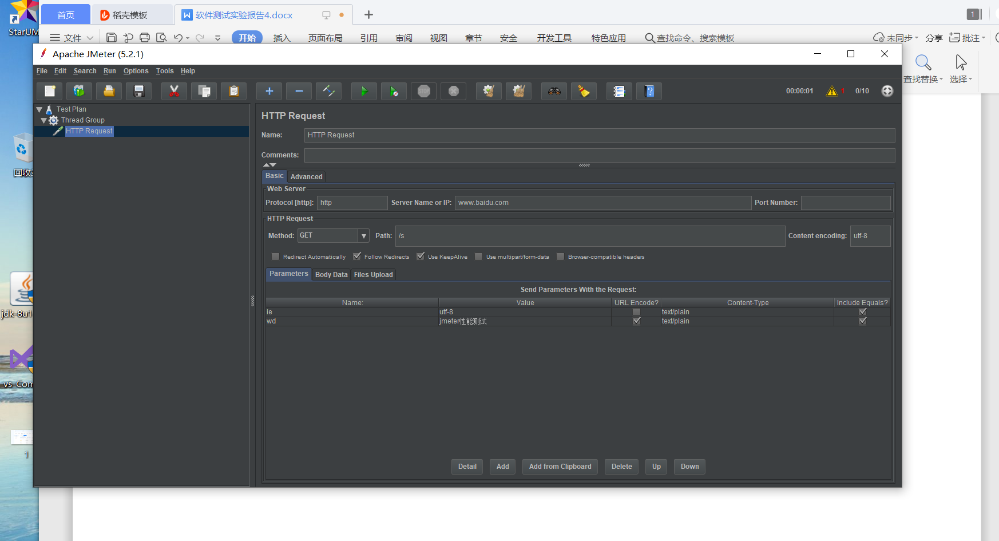 首页 稻壳模板 W 软件测试实验报告4.docx 1
StarUM
文件 开始 插入 页面布局 引用 审阅 视图 章节 安全 开发工具 特色应用 查找命令、搜索模板 未同步 分享 批注
Apache JMeter (5.2.1)
查找替换 选择
File Edit Search Run Options Tools Help
STOP 00:00:01 1 0/10
Test Plan
Thread Group
HTTP Request
HTTP Request
Name: HTTP Request
Comments:
Basic Advanced
Web Server
Protocol [http]: http Server Name or IP: www.baidu.com Port Number:
HTTP Request
Method: GET Path: /s Content encoding: utf-8
Redirect Automatically Follow Redirects Use KeepAlive Use multipart/form-data Browser-compatible headers
Parameters Body Data Files Upload
Send Parameters With the Request:
Name: Value URL Encode? Content-Type Include Equals?
ie utf-8 text/plain
wd jmeter性能测试 text/plain
Detail Add Add from Clipboard Delete Up Down
回收
jdk-8u1
vs_Com
1